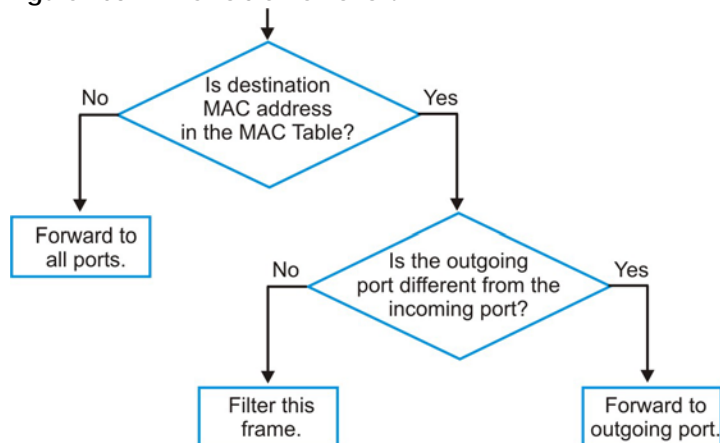 Is destination
MAC address
in the MAC Table?
No
Yes
Forward to
all ports.
Is the outgoing
port different from the
incoming port?
No
Yes
Filter this
frame.
Forward to
outgoing port.